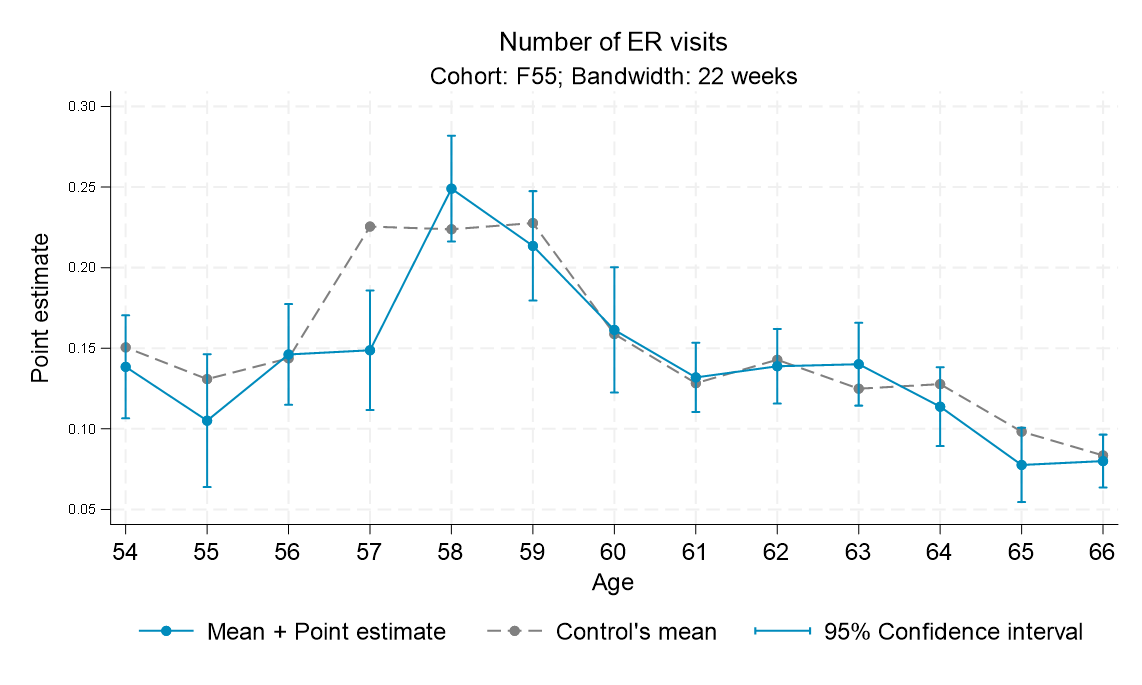 Number of ER visits
Cohort: F55; Bandwidth: 22 weeks
Point estimate
0.30
0.25
0.20
0.15
0.10
0.05
54 55 56 57 58 59 60 61 62 63 64 65 66
Age
Mean + Point estimate Control's mean 95% Confidence interval